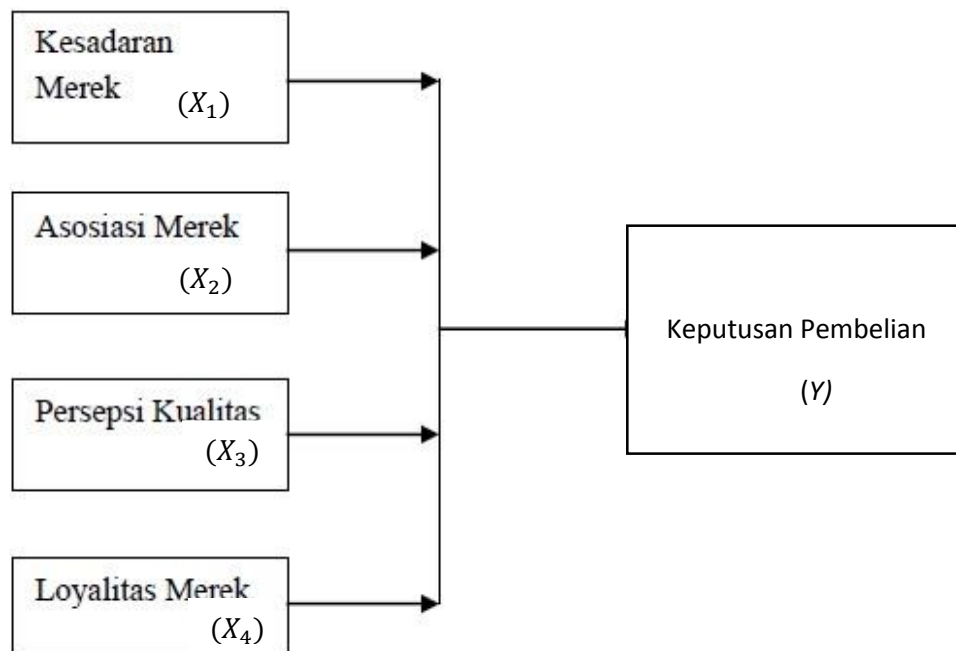 Kesadaran
Merek (X₁)
Asosiasi Merek
(X₂)
Persepsi Kualitas
(X₃)
Loyalitas Merek
(X₄)
Keputusan Pembelian
(Y)